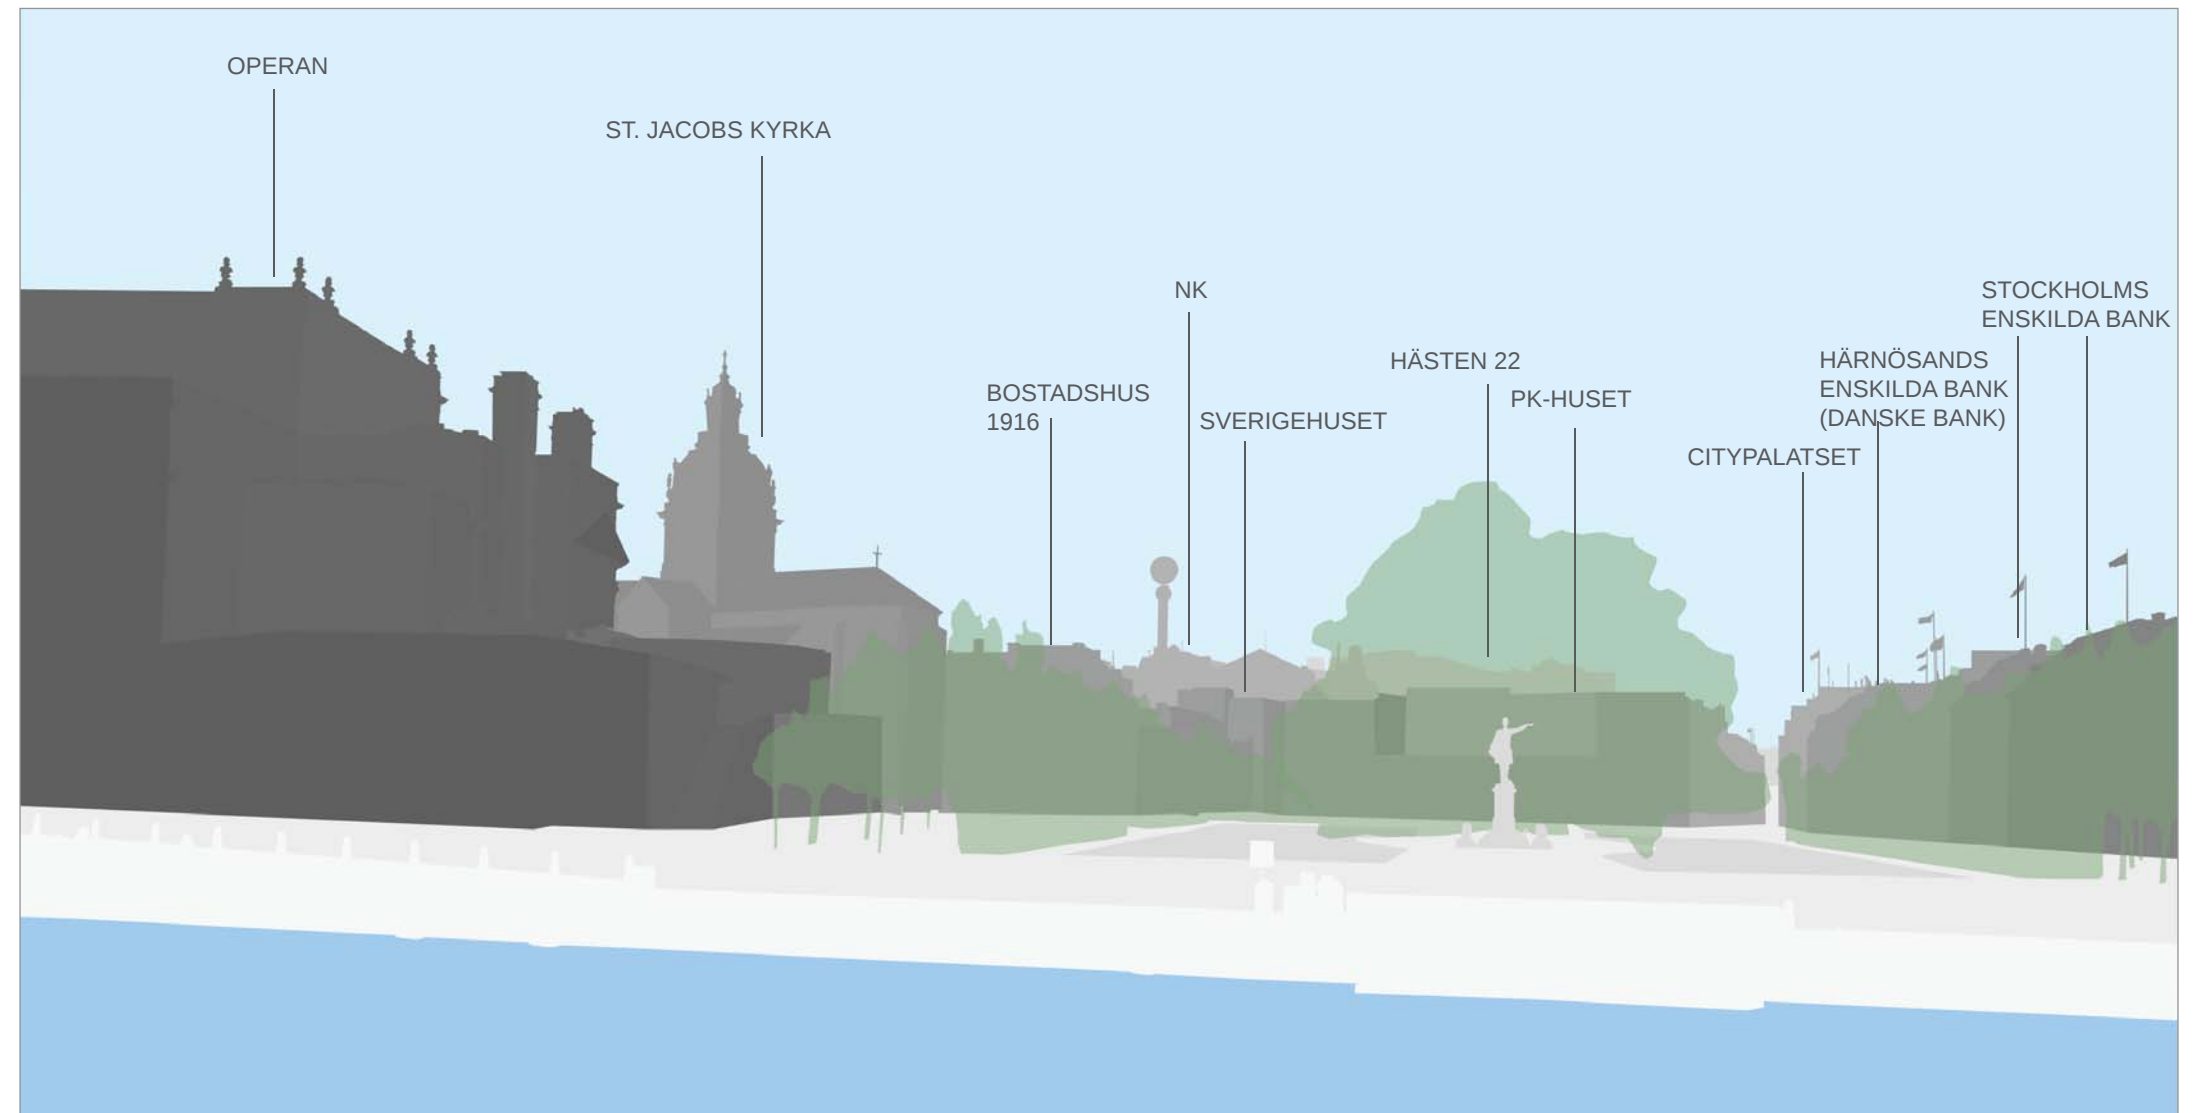 OPERAN
ST. JACOBS KYRKA
BOSTADSHUS
1916
NK
SVERIGEHUSET
HÄSTEN 22
PK-HUSET
CITYPALATSET
HÄRNÖSANDS
ENSKILDA BANK
(DANSKE BANK)
STOCKHOLMS
ENSKILDA BANK